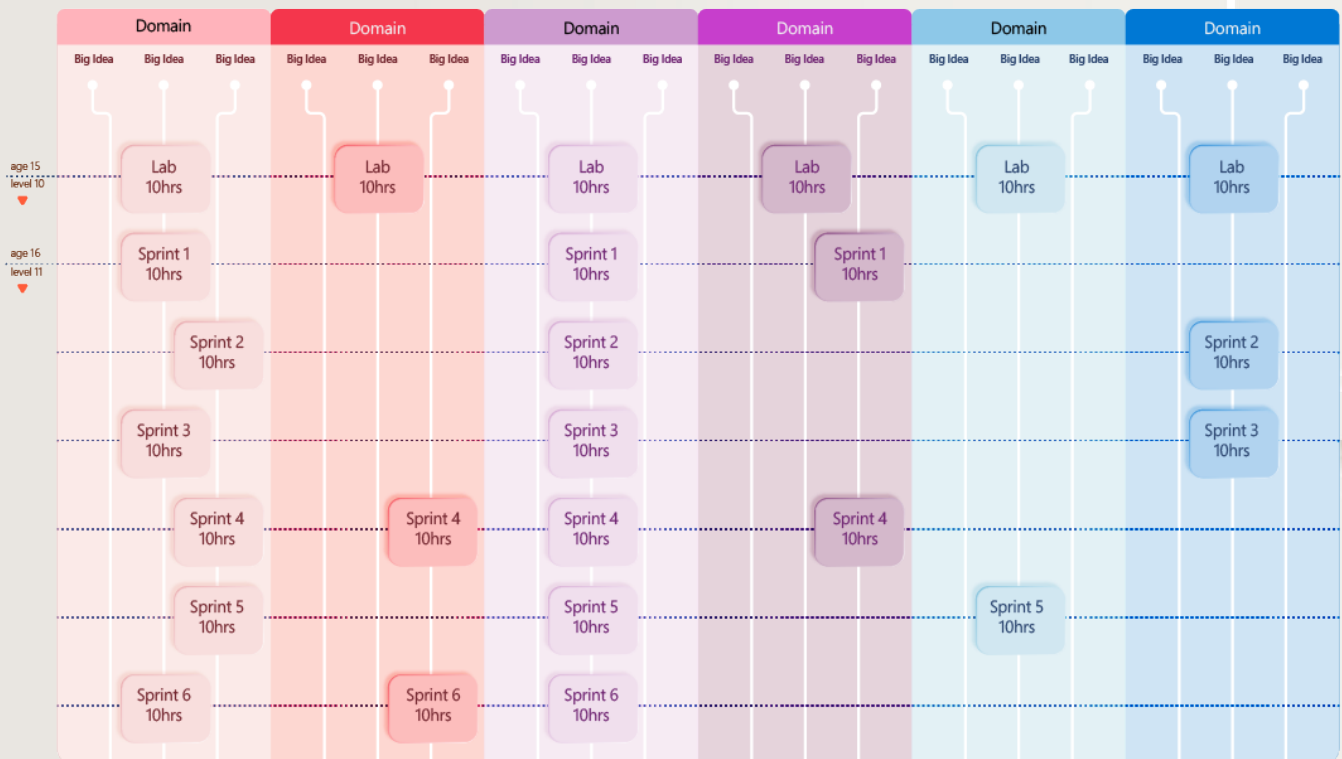 Domain Domain Domain Domain Domain Domain
Big Idea Big Idea Big Idea Big Idea Big Idea Big Idea Big Idea Big Idea Big Idea Big Idea Big Idea Big Idea Big Idea Big Idea Big Idea Big Idea Big Idea Big Idea
age 15
level 10
Lab Lab Lab Lab Lab Lab
10hrs 10hrs 10hrs 10hrs 10hrs 10hrs
age 16
level 11
Sprint 1 Sprint 1 Sprint 1
10hrs 10hrs 10hrs
Sprint 2 Sprint 2 Sprint 2
10hrs 10hrs 10hrs
Sprint 3 Sprint 3 Sprint 3
10hrs 10hrs 10hrs
Sprint 4 Sprint 4 Sprint 4 Sprint 4
10hrs 10hrs 10hrs 10hrs
Sprint 5 Sprint 5 Sprint 5
10hrs 10hrs 10hrs
Sprint 6 Sprint 6 Sprint 6
10hrs 10hrs 10hrs